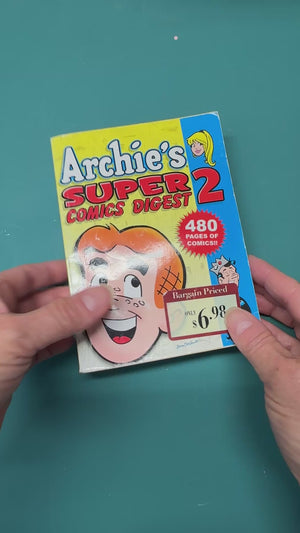 Archie's
SUPER
COMICS DIGEST 2
480
PAGES OF
COMICS!!
Bargain Priced
ONLY
$6.98